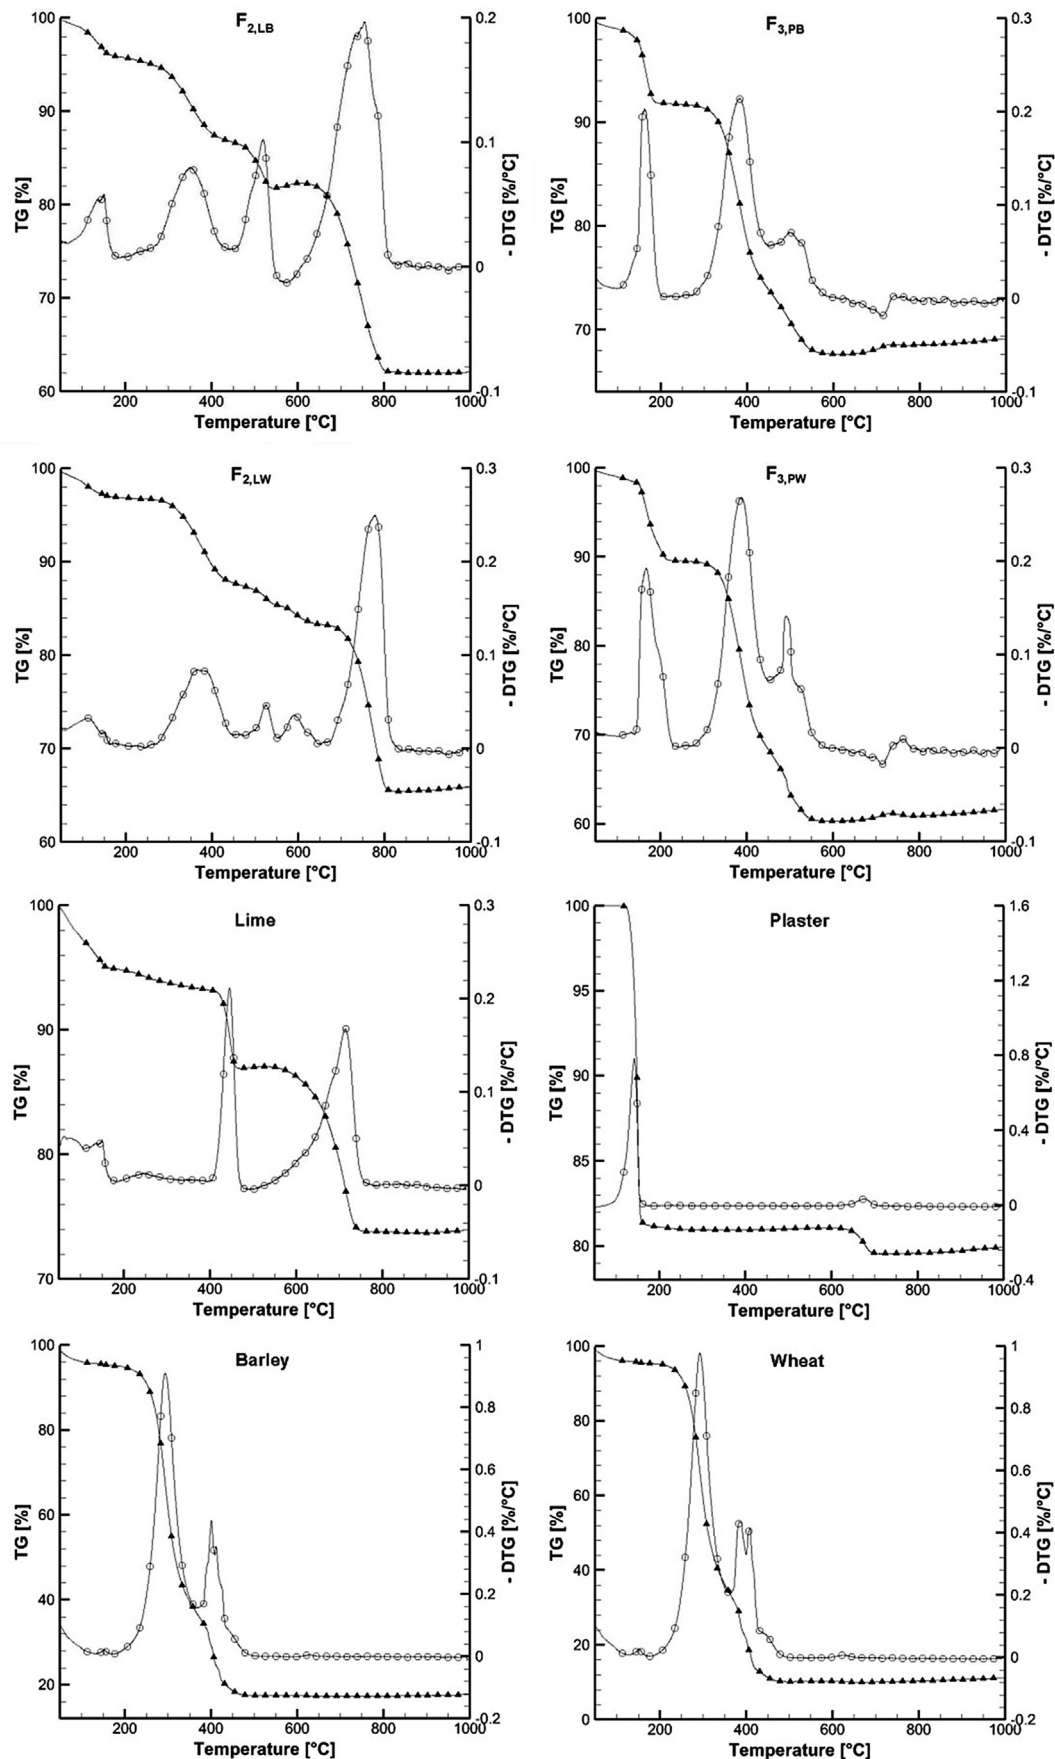 F2,LB
100
90
80
70
60
TG [%]
0.2
0.1
0
-0.1
- DTG [%/°C]
200 400 600 800 1000
Temperature [°C]
F3,PB
100
90
80
70
TG [%]
0.3
0.2
0.1
0
-0.1
- DTG [%/°C]
200 400 600 800 1000
Temperature [°C]
F2,LW
100
90
80
70
60
TG [%]
0.3
0.2
0.1
0
-0.1
- DTG [%/°C]
200 400 600 800 1000
Temperature [°C]
F3,PW
100
90
80
70
60
TG [%]
0.3
0.2
0.1
0
-0.1
- DTG [%/°C]
200 400 600 800 1000
Temperature [°C]
Lime
100
90
80
70
TG [%]
0.3
0.2
0.1
0
-0.1
- DTG [%/°C]
200 400 600 800 1000
Temperature [°C]
Plaster
100
95
90
85
80
TG [%]
1.6
1.2
0.8
0.4
0
-0.4
- DTG [%/°C]
200 400 600 800 1000
Temperature [°C]
Barley
100
80
60
40
20
TG [%]
1
0.8
0.6
0.4
0.2
0
-0.2
- DTG [%/°C]
200 400 600 800 1000
Temperature [°C]
Wheat
100
80
60
40
20
0
TG [%]
1
0.8
0.6
0.4
0.2
0
-0.2
- DTG [%/°C]
200 400 600 800 1000
Temperature [°C]